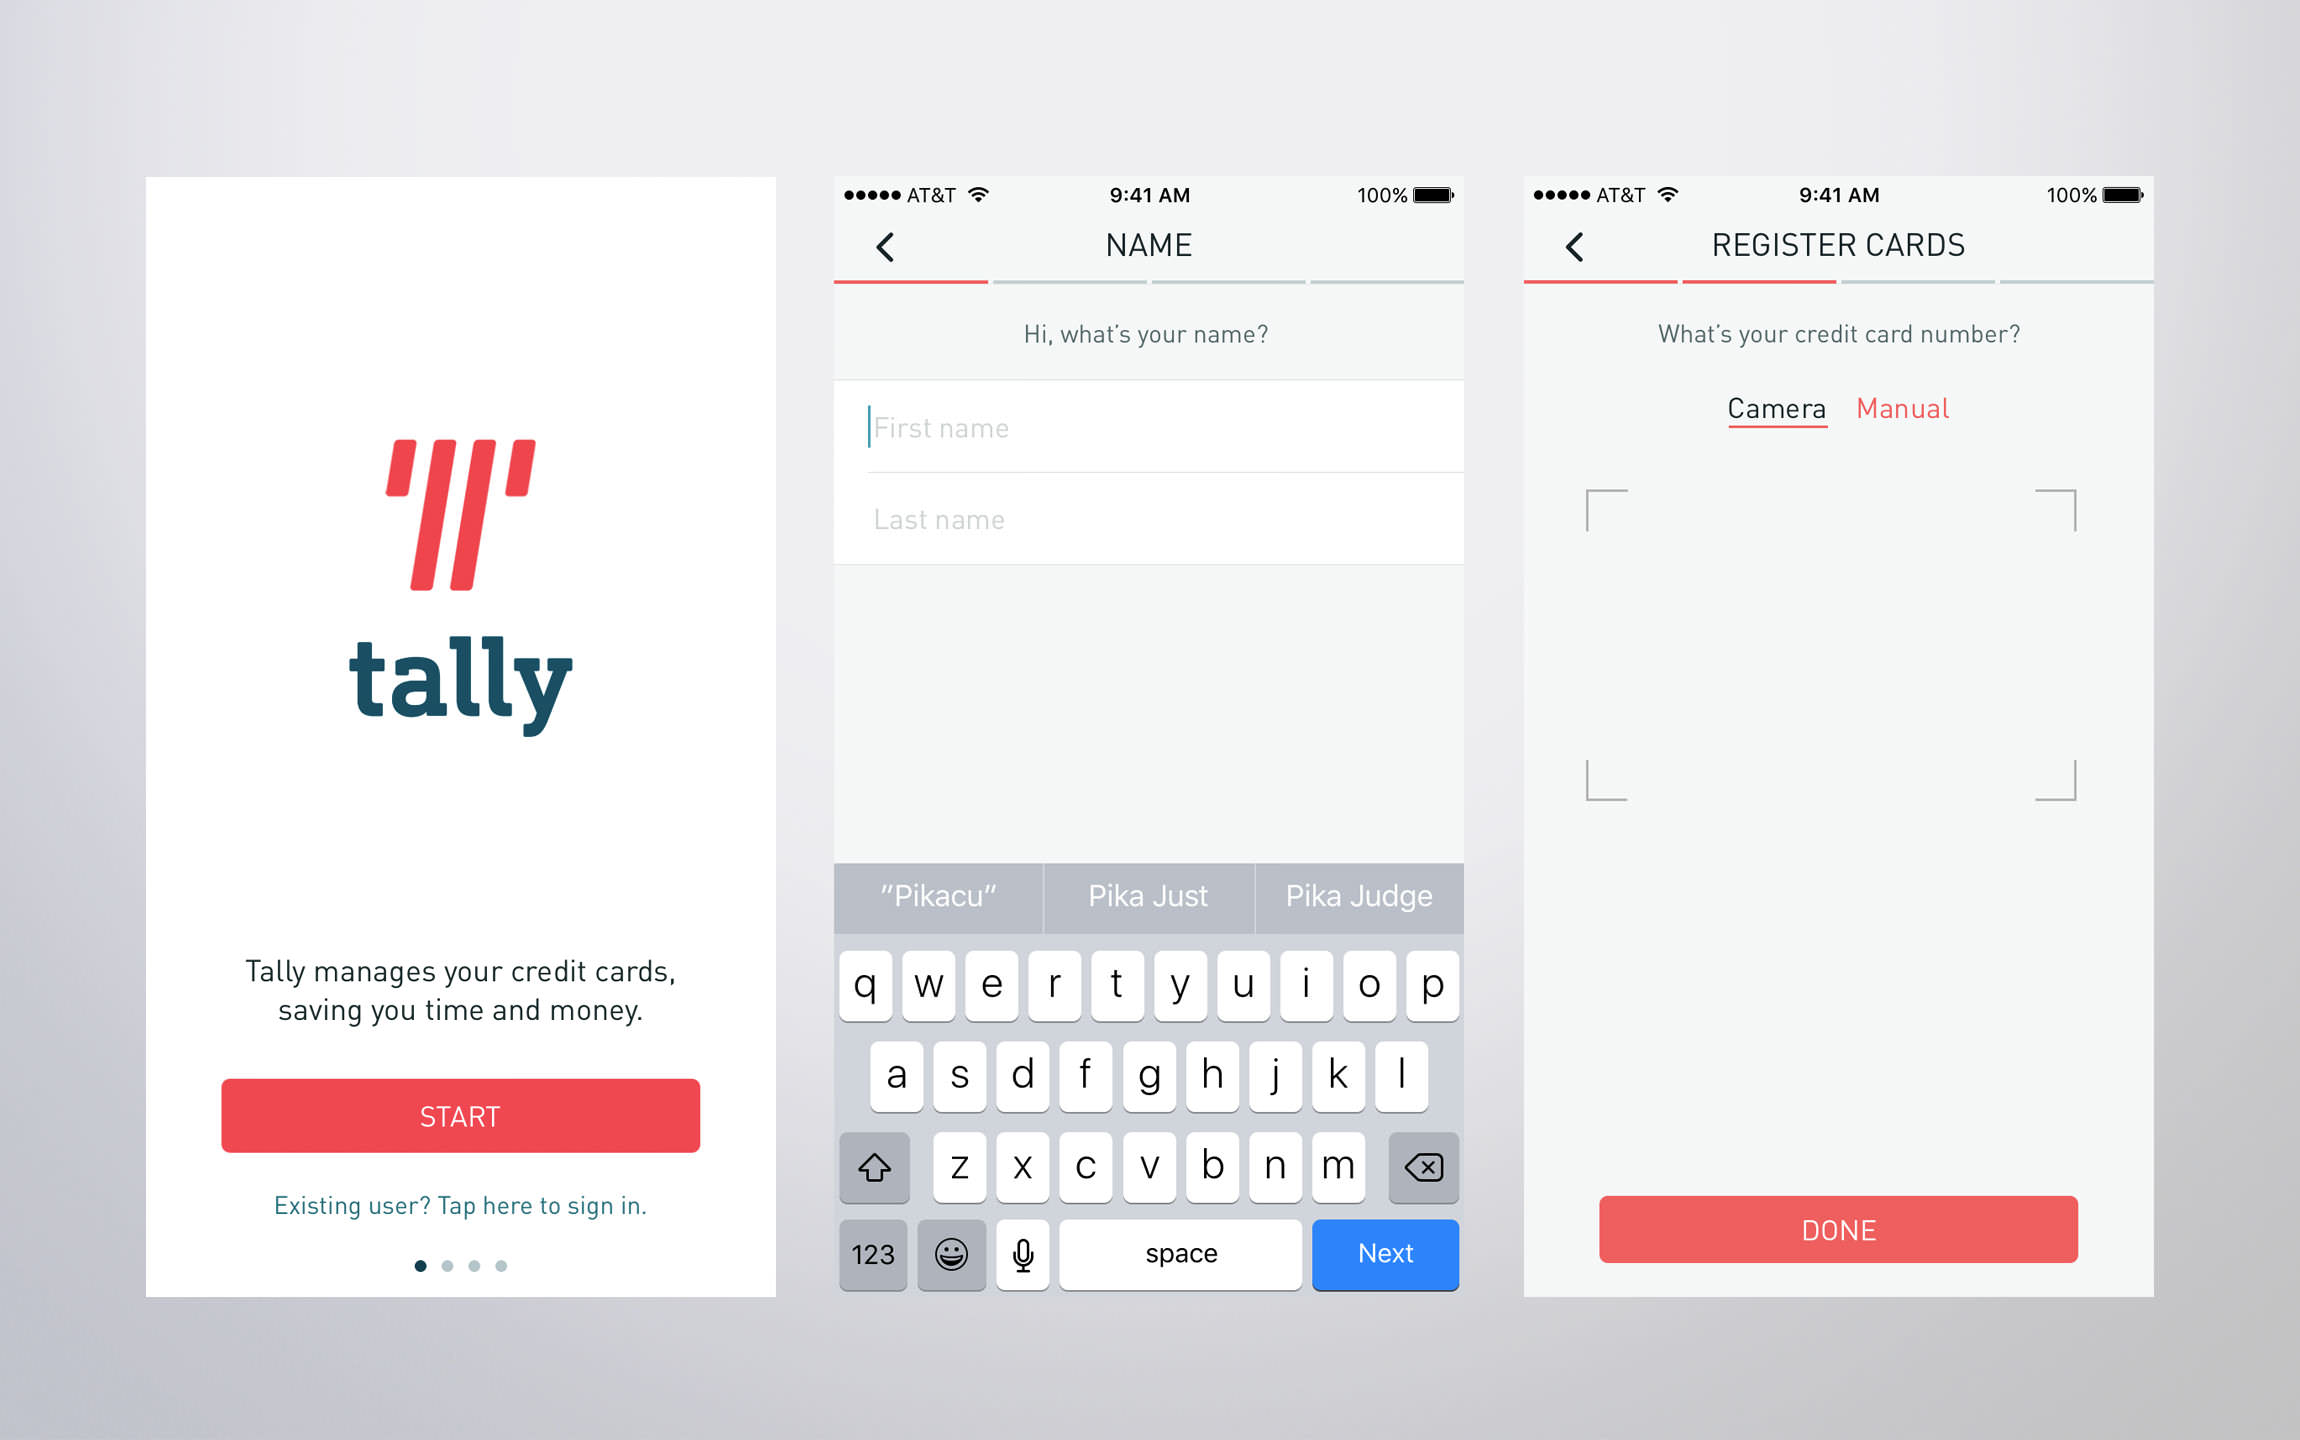 tally
Tally manages your credit cards,
saving you time and money.
START
Existing user? Tap here to sign in.
AT&T 9:41 AM 100%
NAME
Hi, what's your name?
First name
Last name
"Pikacu" Pika Just Pika Judge
q w e r t y u i o p
a s d f g h j k l
z x c v b n m
123 space Next
AT&T 9:41 AM 100%
REGISTER CARDS
What's your credit card number?
Camera Manual
DONE